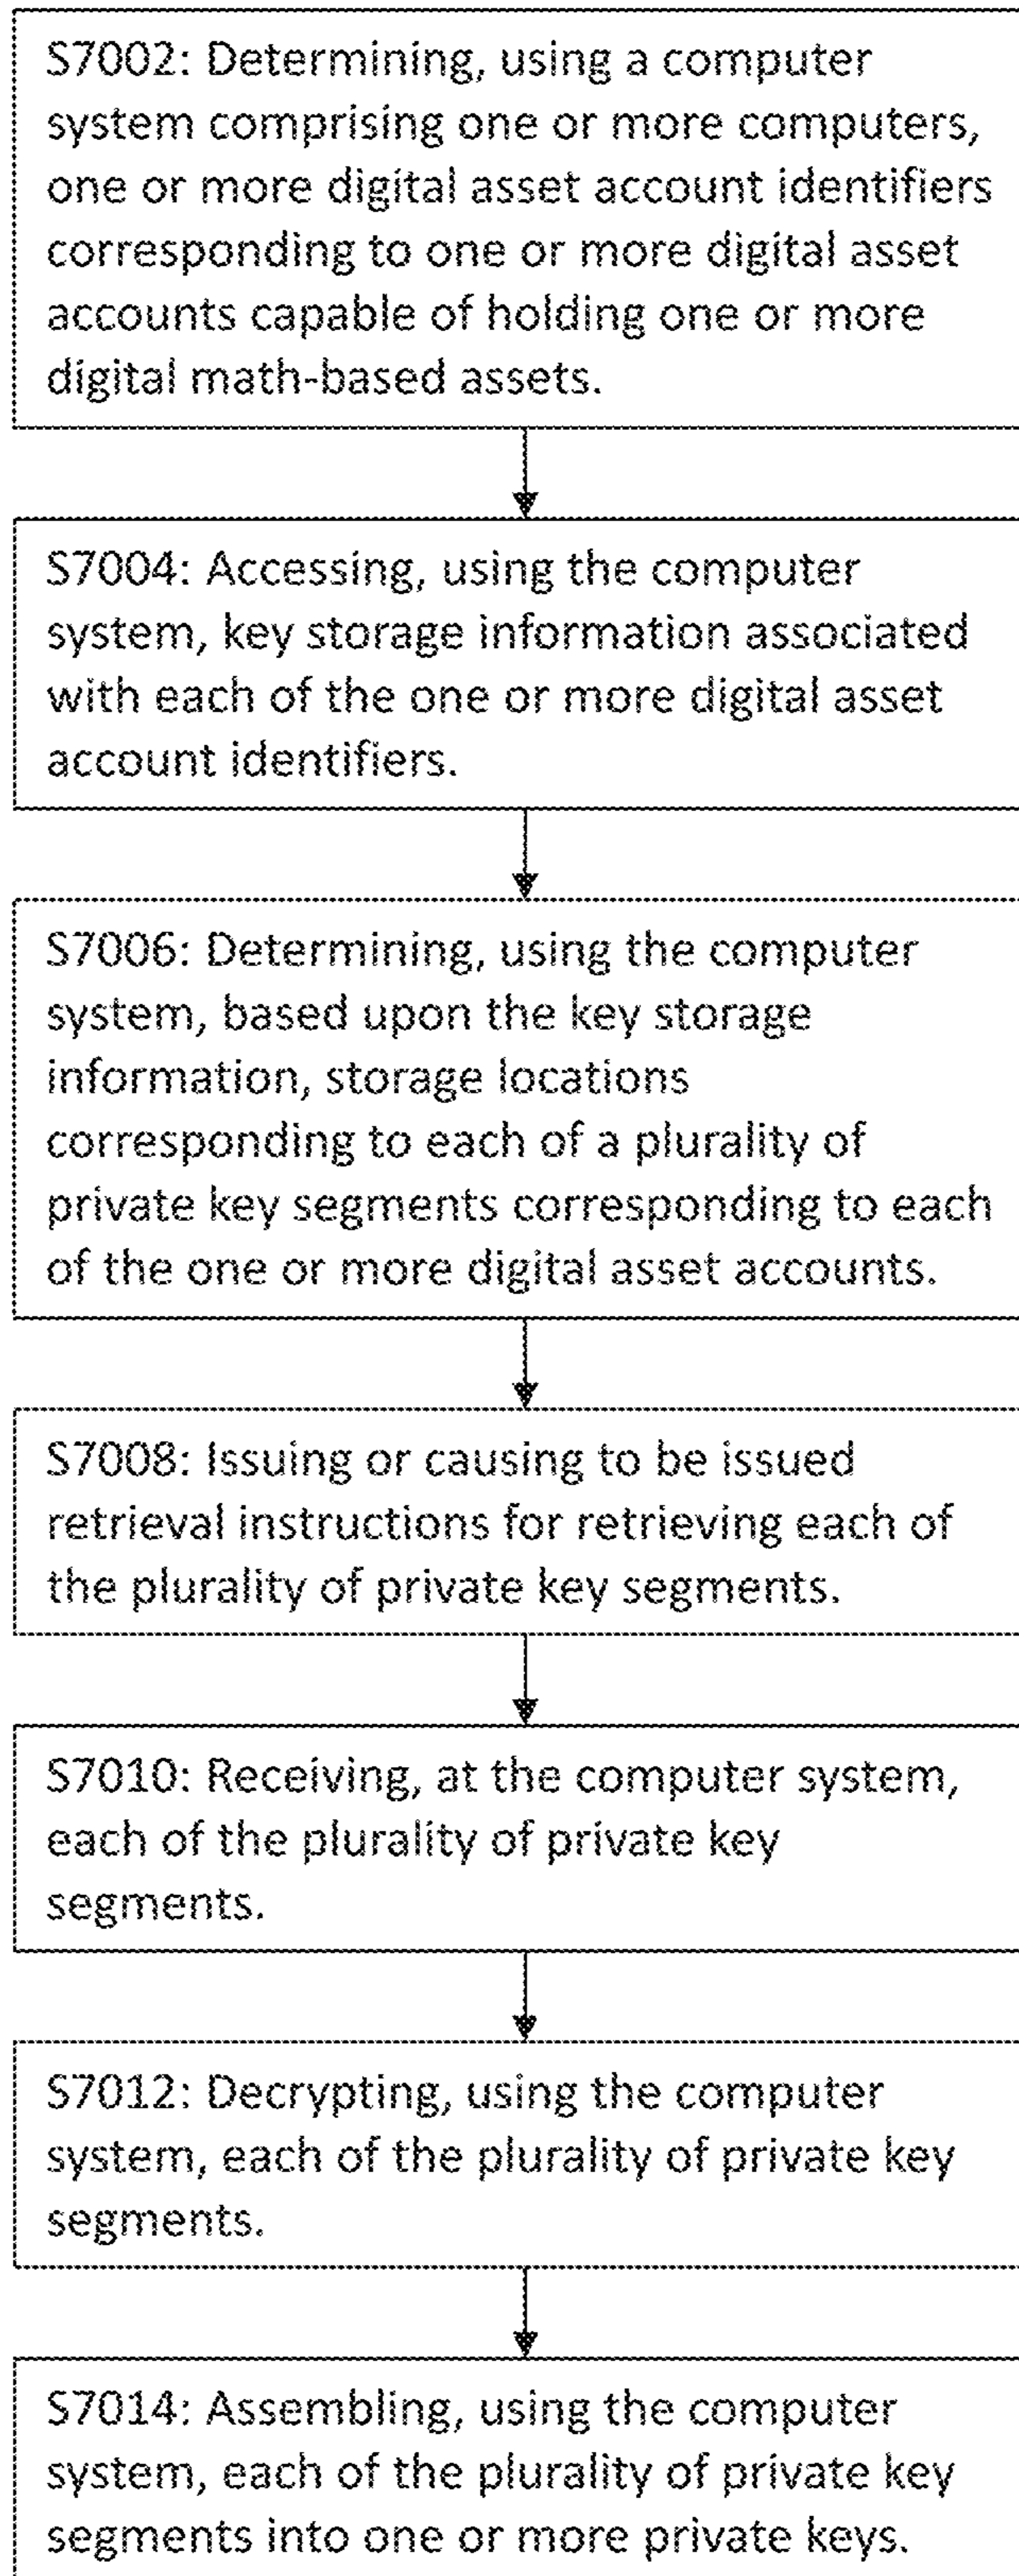 S7002: Determining, using a computer
system comprising one or more computers,
one or more digital asset account identifiers
corresponding to one or more digital asset
accounts capable of holding one or more
digital math-based assets.
S7004: Accessing, using the computer
system, key storage information associated
with each of the one or more digital asset
account identifiers.
S7006: Determining, using the computer
system, based upon the key storage
information, storage locations
corresponding to each of a plurality of
private key segments corresponding to each
of the one or more digital asset accounts.
S7008: Issuing or causing to be issued
retrieval instructions for retrieving each of
the plurality of private key segments.
S7010: Receiving, at the computer system,
each of the plurality of private key
segments.
S7012: Decrypting, using the computer
system, each of the plurality of private key
segments.
S7014: Assembling, using the computer
system, each of the plurality of private key
segments into one or more private keys.